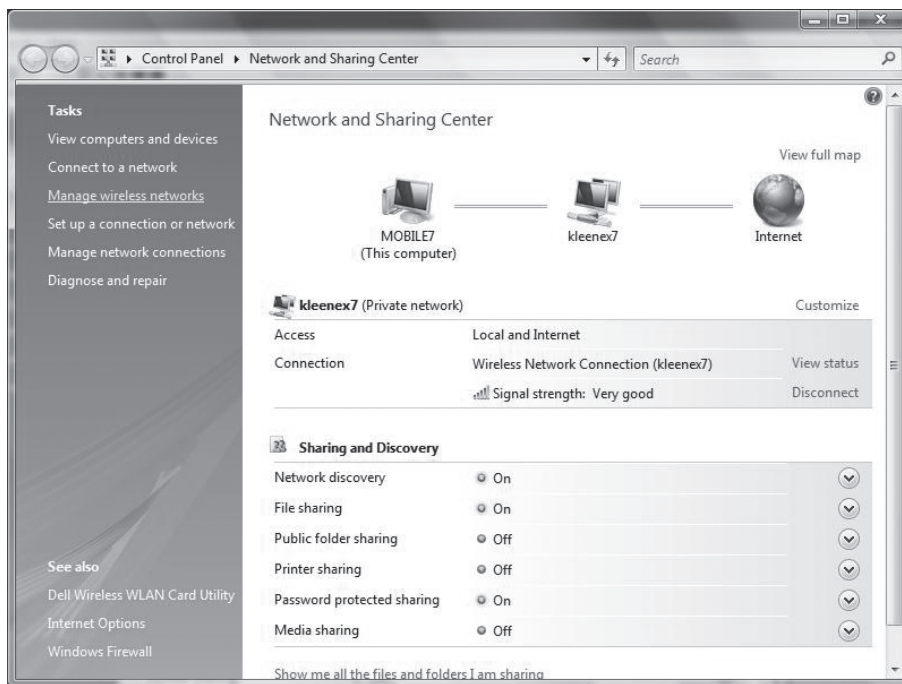 Control Panel Network and Sharing Center Search
Tasks
View computers and devices
Connect to a network
Manage wireless networks
Set up a connection or network
Manage network connections
Diagnose and repair
See also
Dell Wireless WLAN Card Utility
Internet Options
Windows Firewall
Network and Sharing Center
View full map
MOBILE7
(This computer)
kleenex7
Internet
kleenex7 (Private network) Customize
Access Local and Internet
Connection Wireless Network Connection (kleenex7) View status
Signal strength: Very good Disconnect
Sharing and Discovery
Network discovery On
File sharing On
Public folder sharing Off
Printer sharing Off
Password protected sharing On
Media sharing Off
Show me all the files and folders I am sharing